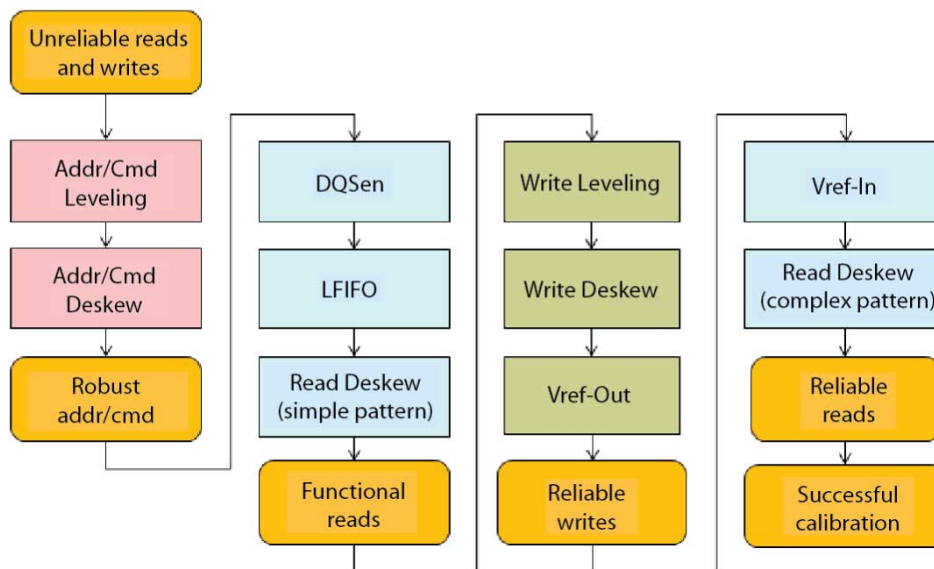 Unreliable reads
and writes
Addr/Cmd
Leveling
Addr/Cmd
Deskew
Robust
addr/cmd
DQSen
LFIFO
Read Deskew
(simple pattern)
Functional
reads
Write Leveling
Write Deskew
Vref-Out
Reliable
writes
Vref-In
Read Deskew
(complex pattern)
Reliable
reads
Successful
calibration